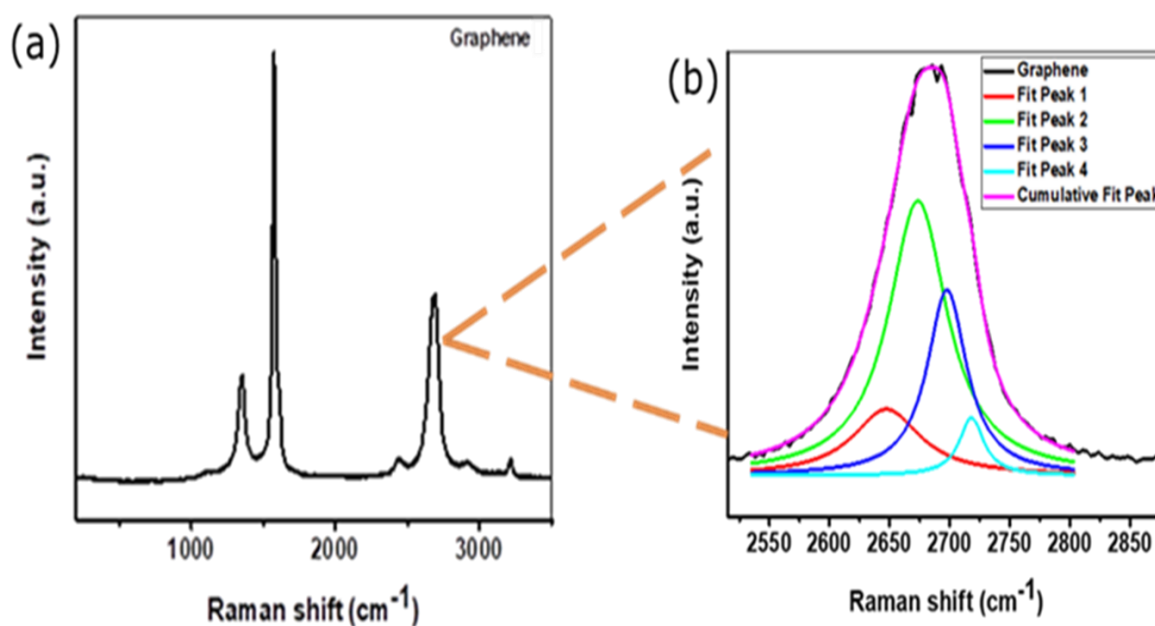 (a)
Graphene
Intensity (a.u.)
1000 2000 3000
Raman shift (cm-1)
(b)
Graphene
Fit Peak 1
Fit Peak 2
Fit Peak 3
Fit Peak 4
Cumulative Fit Peak
Intensity (a.u.)
2550 2600 2650 2700 2750 2800 2850
Raman shift (cm-1)